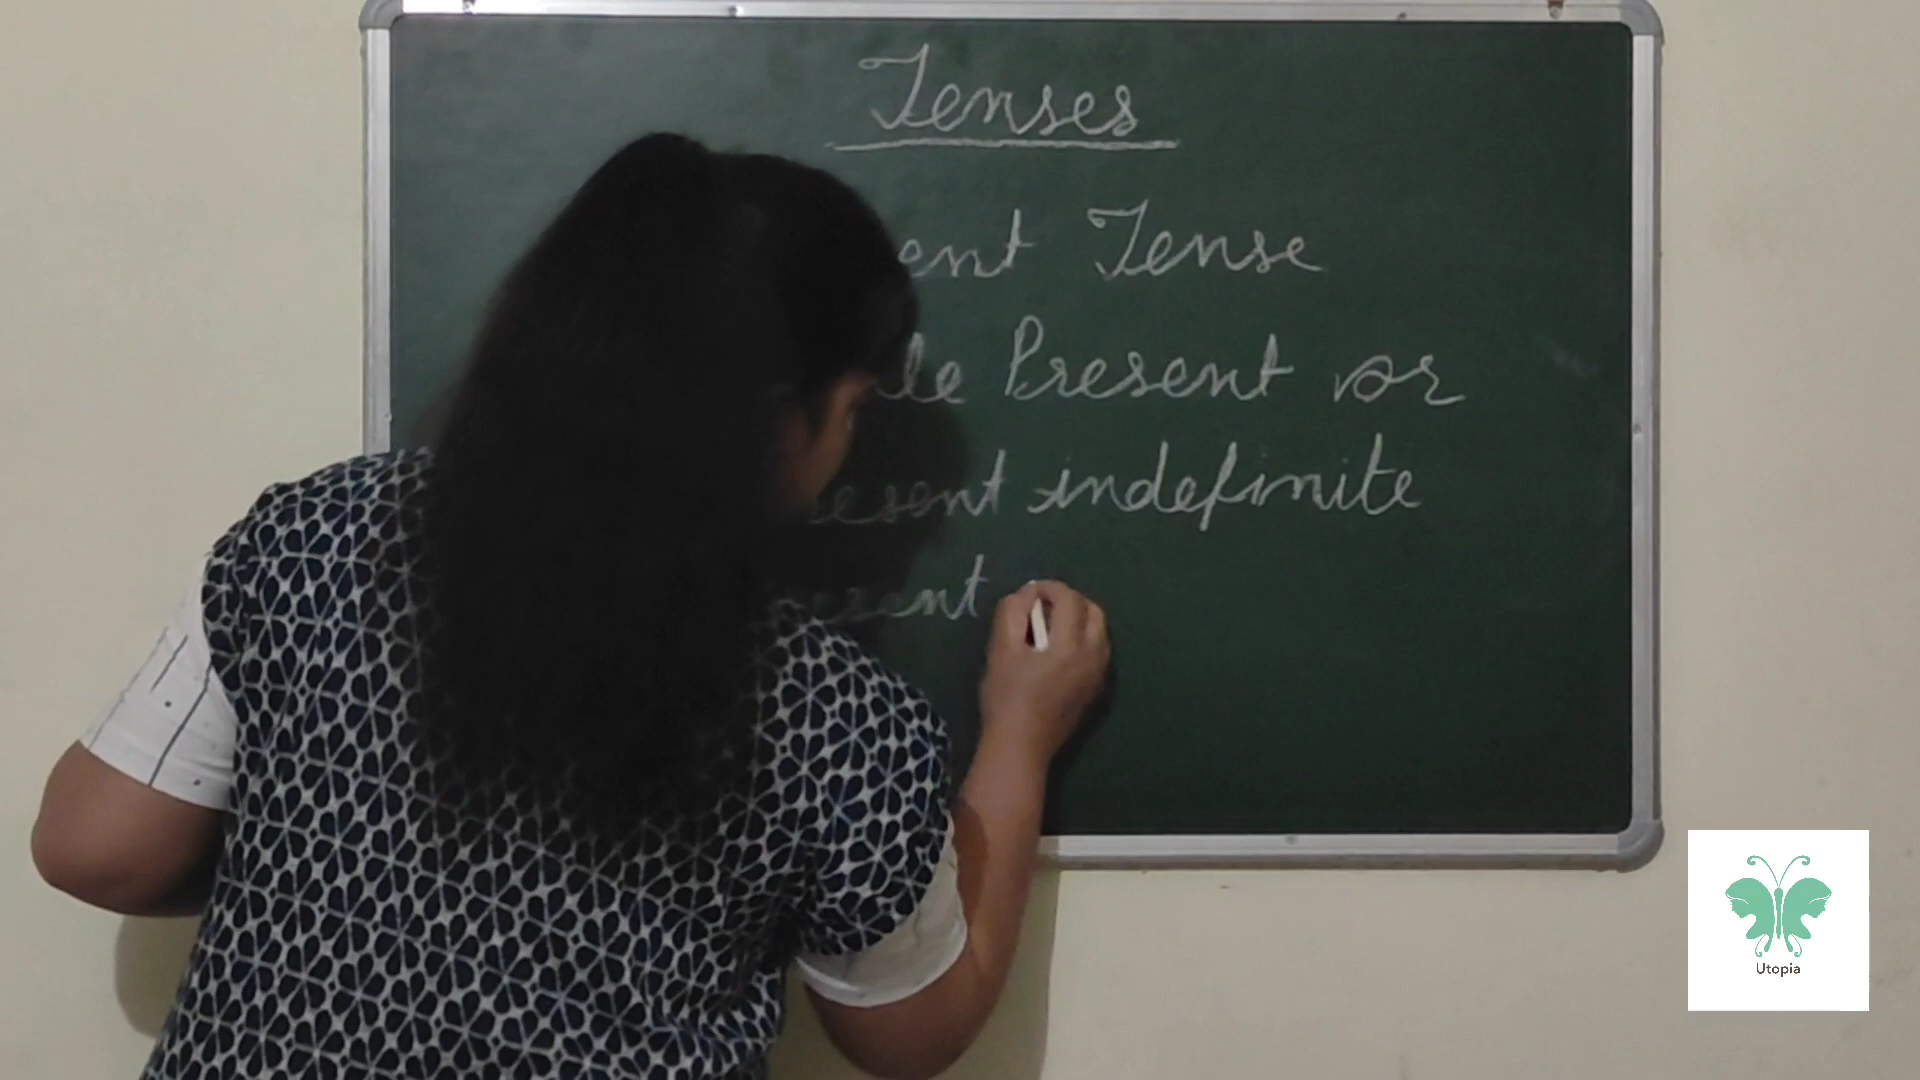 Tenses
ent Tense
le Present or
esent indefinite
esent
Utopia